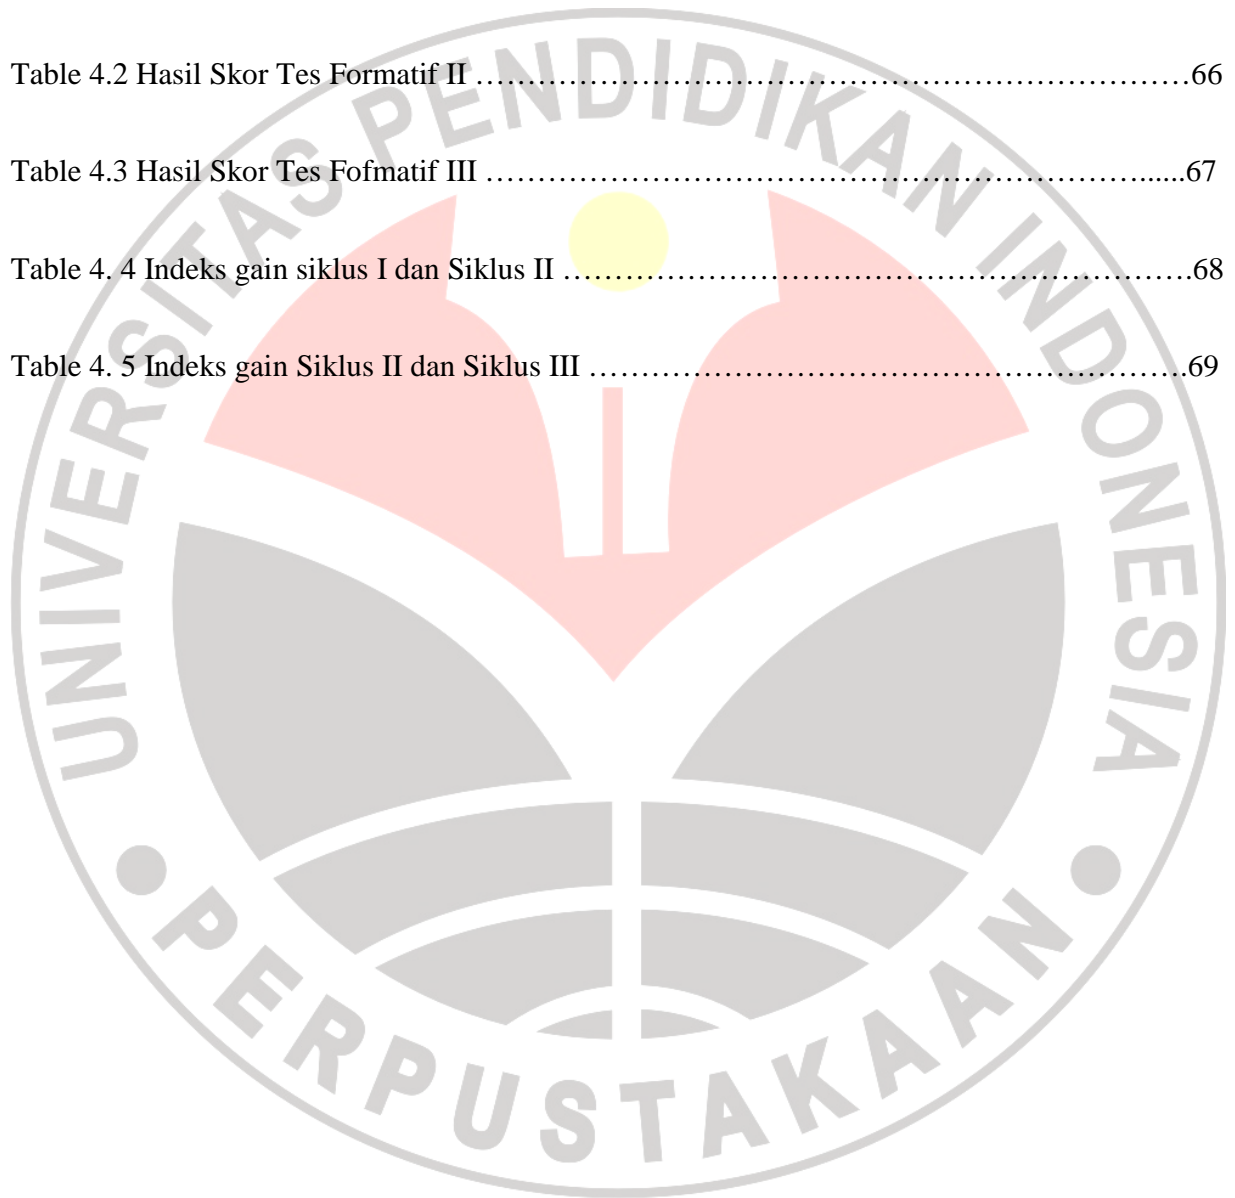 Table 4.2 Hasil Skor Tes Formatif II ……………………………………………………………………66
Table 4.3 Hasil Skor Tes Fofmatif III ……………………………………………………………......67
Table 4. 4 Indeks gain siklus I dan Siklus II …………………………………………………………….68
Table 4. 5 Indeks gain Siklus II dan Siklus III ………………………………………………………….69
UNIVERSITAS PENDIDIKAN INDONESIA
PERPUSTAKAAN